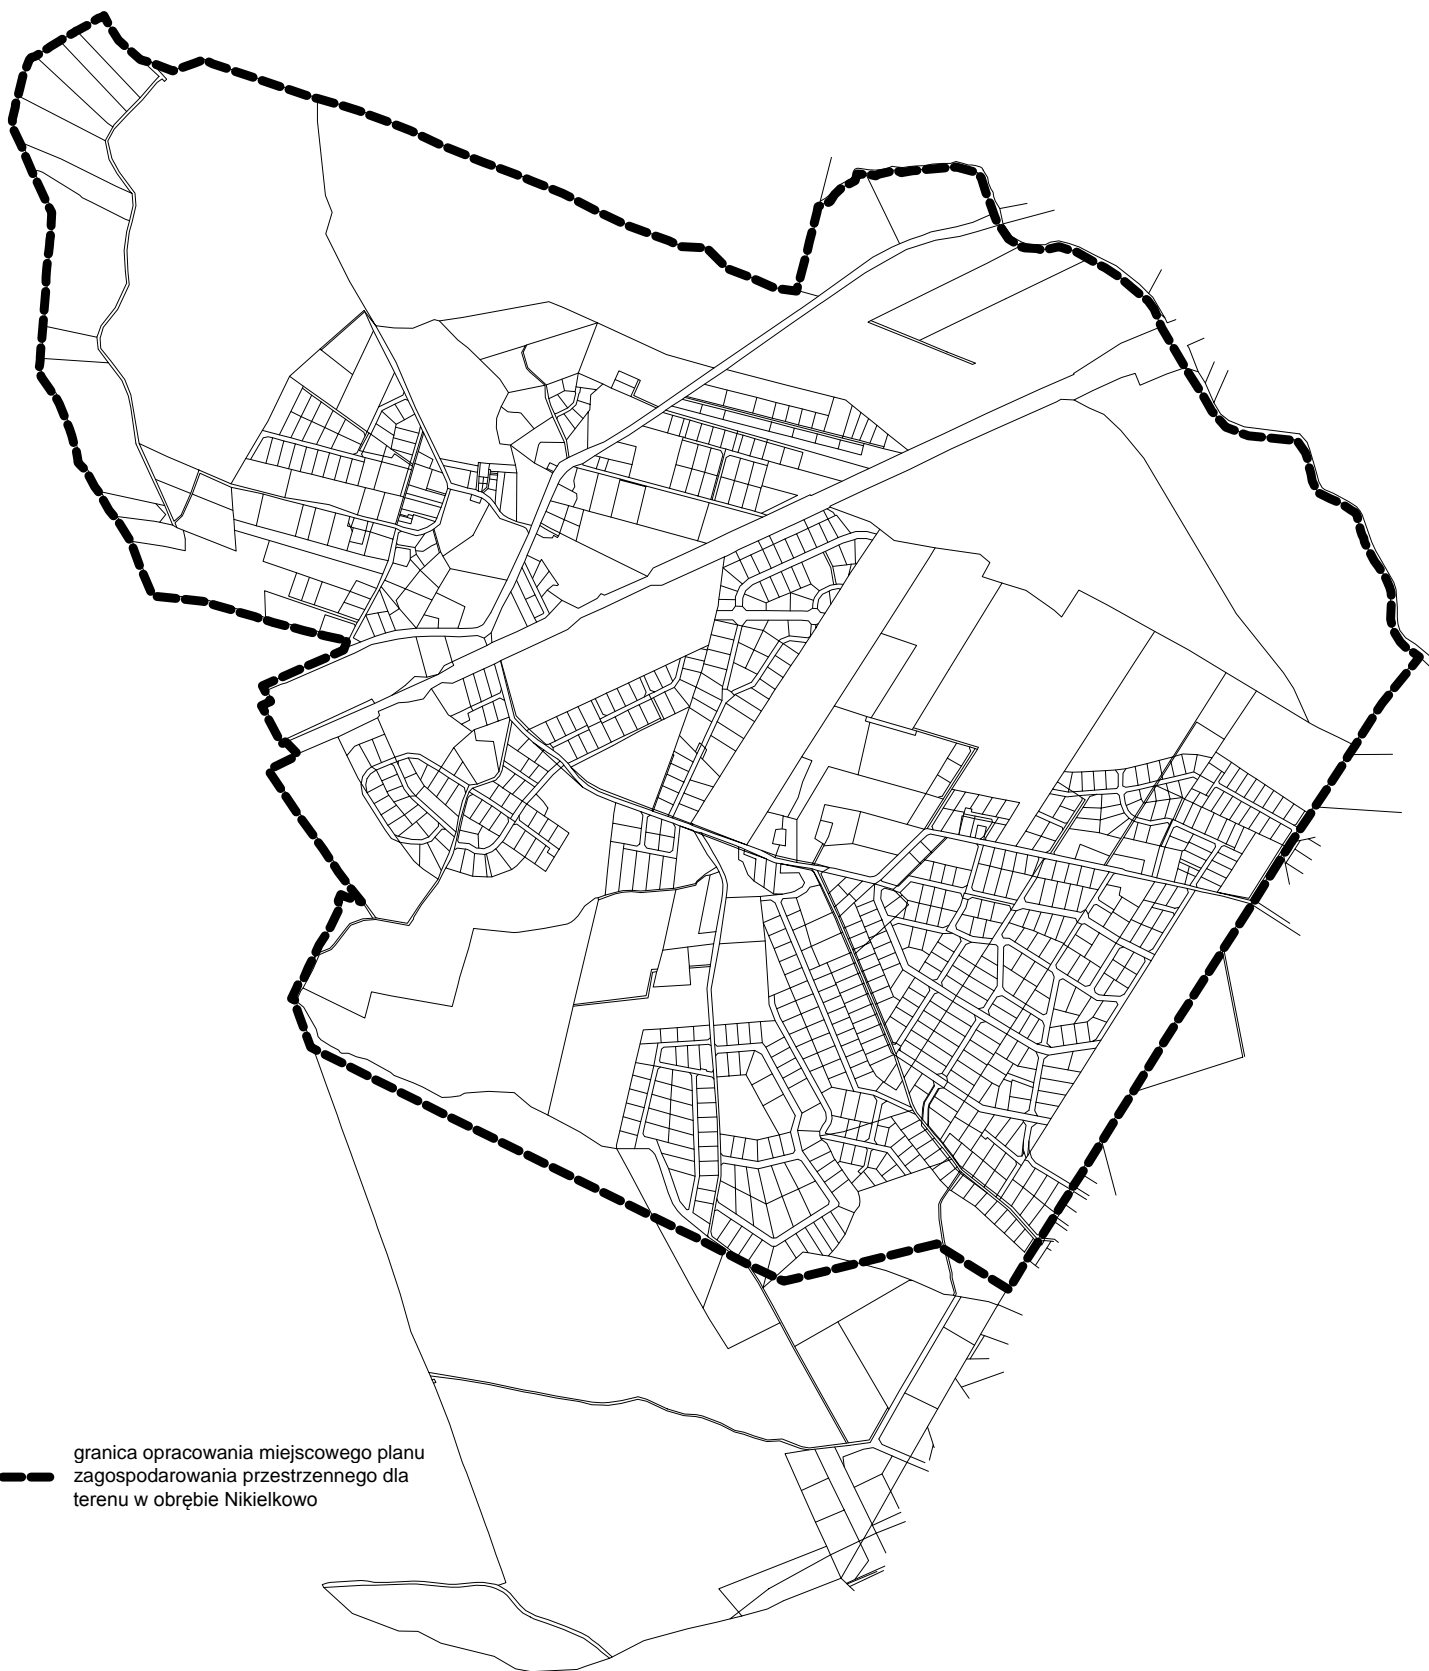 granica opracowania miejscowego planu
zagospodarowania przestrzennego dla
terenu w obrębie Nikielkowo